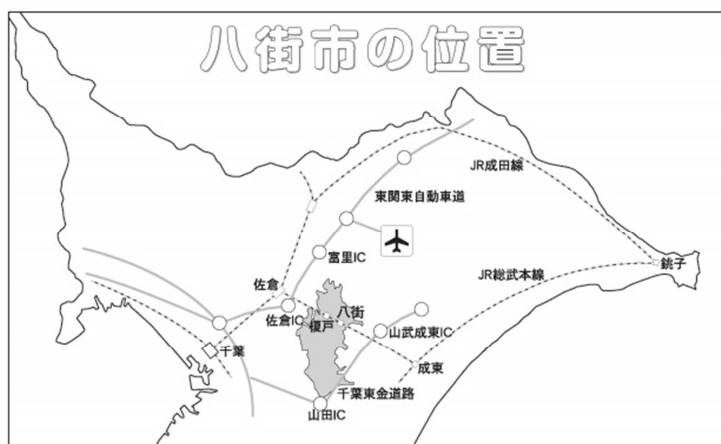 八街市の位置
JR成田線
東関東自動車道
富里IC
JR総武本線
銚子
佐倉
佐倉IC
八街
榎戸
山武成東IC
千葉
成東
千葉東金道路
山田IC